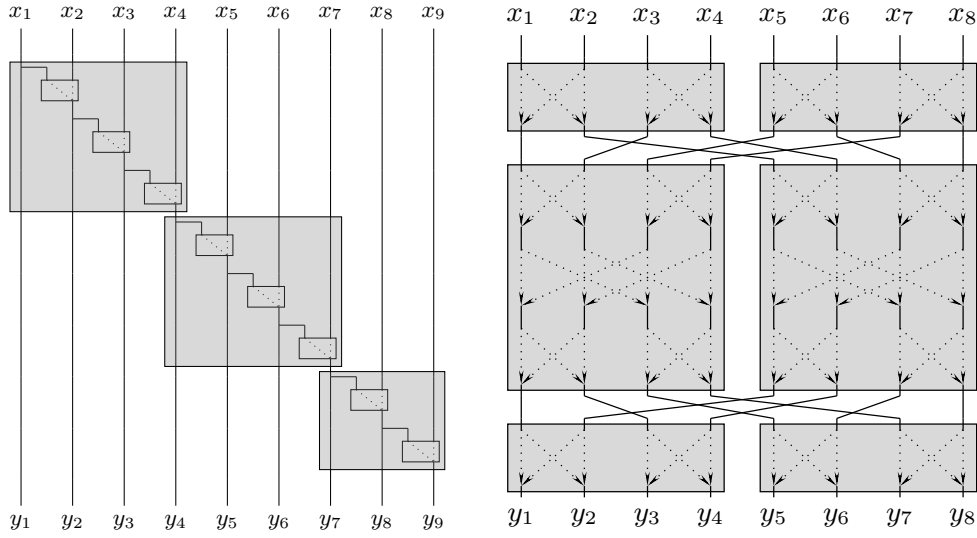 x₁ x₂ x₃ x₄ x₅ x₆ x₇ x₈ x₉
y₁ y₂ y₃ y₄ y₅ y₆ y₇ y₈ y₉
x₁ x₂ x₃ x₄ x₅ x₆ x₇ x₈
y₁ y₂ y₃ y₄ y₅ y₆ y₇ y₈